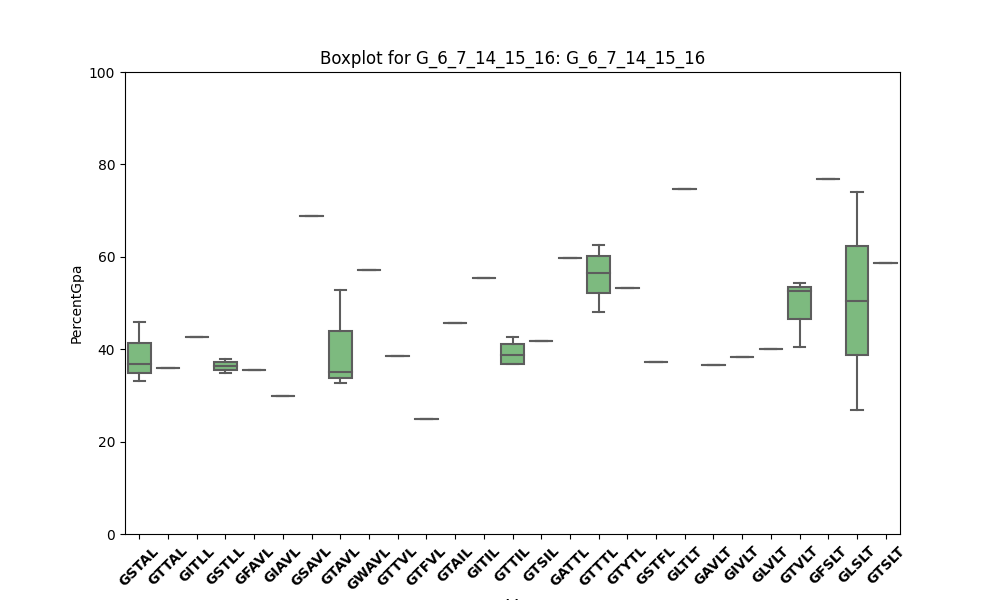 Boxplot for G_6_7_14_15_16: G_6_7_14_15_16
100
80
60
40
20
0
PercentGpa
GSTAL
GTTAL
GITLL
GSTLL
GFAVL
GIAVL
GSAVL
GTAVL
GWAVL
GTTVL
GTFVL
GTAIL
GITIL
GTTIL
GTSIL
GATTL
GTTTL
GTYTL
GSTFL
GLTLT
GAVLT
GIVLT
GLVLT
GTVLT
GFSLT
GLSLT
GTSLT